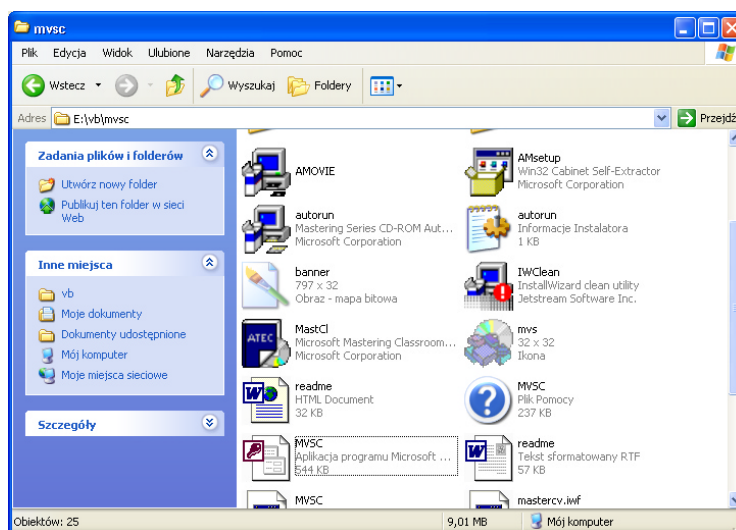 mvsc
Plik Edycja Widok Ulubione Narzędzia Pomoc
Wstecz Wyszukaj Foldery
Adres E:\vb\mvsc Przejdź
Zadania plików i folderów
Utwórz nowy folder
Publikuj ten folder w sieci
Web
Inne miejsca
vb
Moje dokumenty
Dokumenty udostępnione
Mój komputer
Moje miejsca sieciowe
Szczegóły
AMOVIE
AMsetup
Win32 Cabinet Self-Extractor
Microsoft Corporation
autorun
Mastering Series CD-ROM Aut...
Microsoft Corporation
autorun
Informacje Instalatora
1 KB
banner
797 x 32
Obraz - mapa bitowa
IWClean
InstallWizard clean utility
Jetstream Software Inc.
ATEC
MastCl
Microsoft Mastering Classroom...
Microsoft Corporation
mvs
32 x 32
Ikona
readme
HTML Document
32 KB
MVSC
Plik Pomocy
237 KB
MVSC
Aplikacja programu Microsoft ...
544 KB
readme
Tekst sformatowany RTF
57 KB
MVSC
mastercv.iwf
Obiektów: 25 9,01 MB Mój komputer